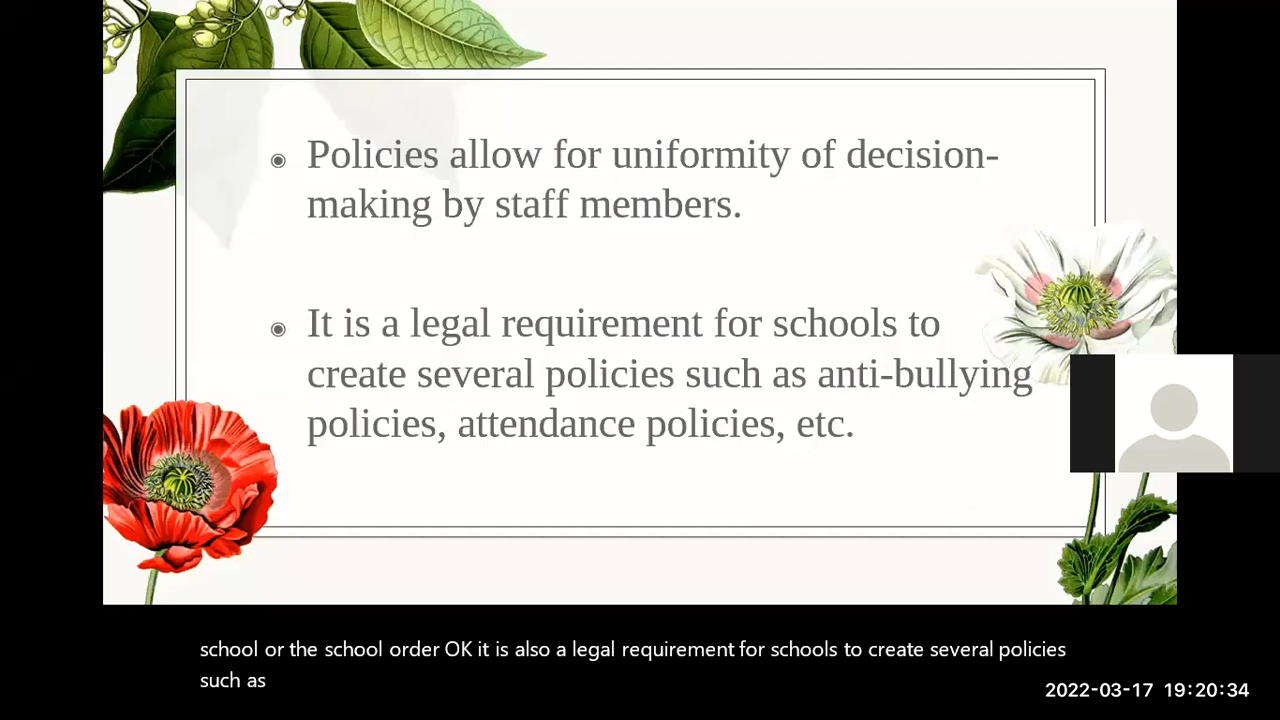 ◉ Policies allow for uniformity of decision-
making by staff members.
◉ It is a legal requirement for schools to
create several policies such as anti-bullying
policies, attendance policies, etc.
school or the school order OK it is also a legal requirement for schools to create several policies
such as
2022-03-17 19:20:34